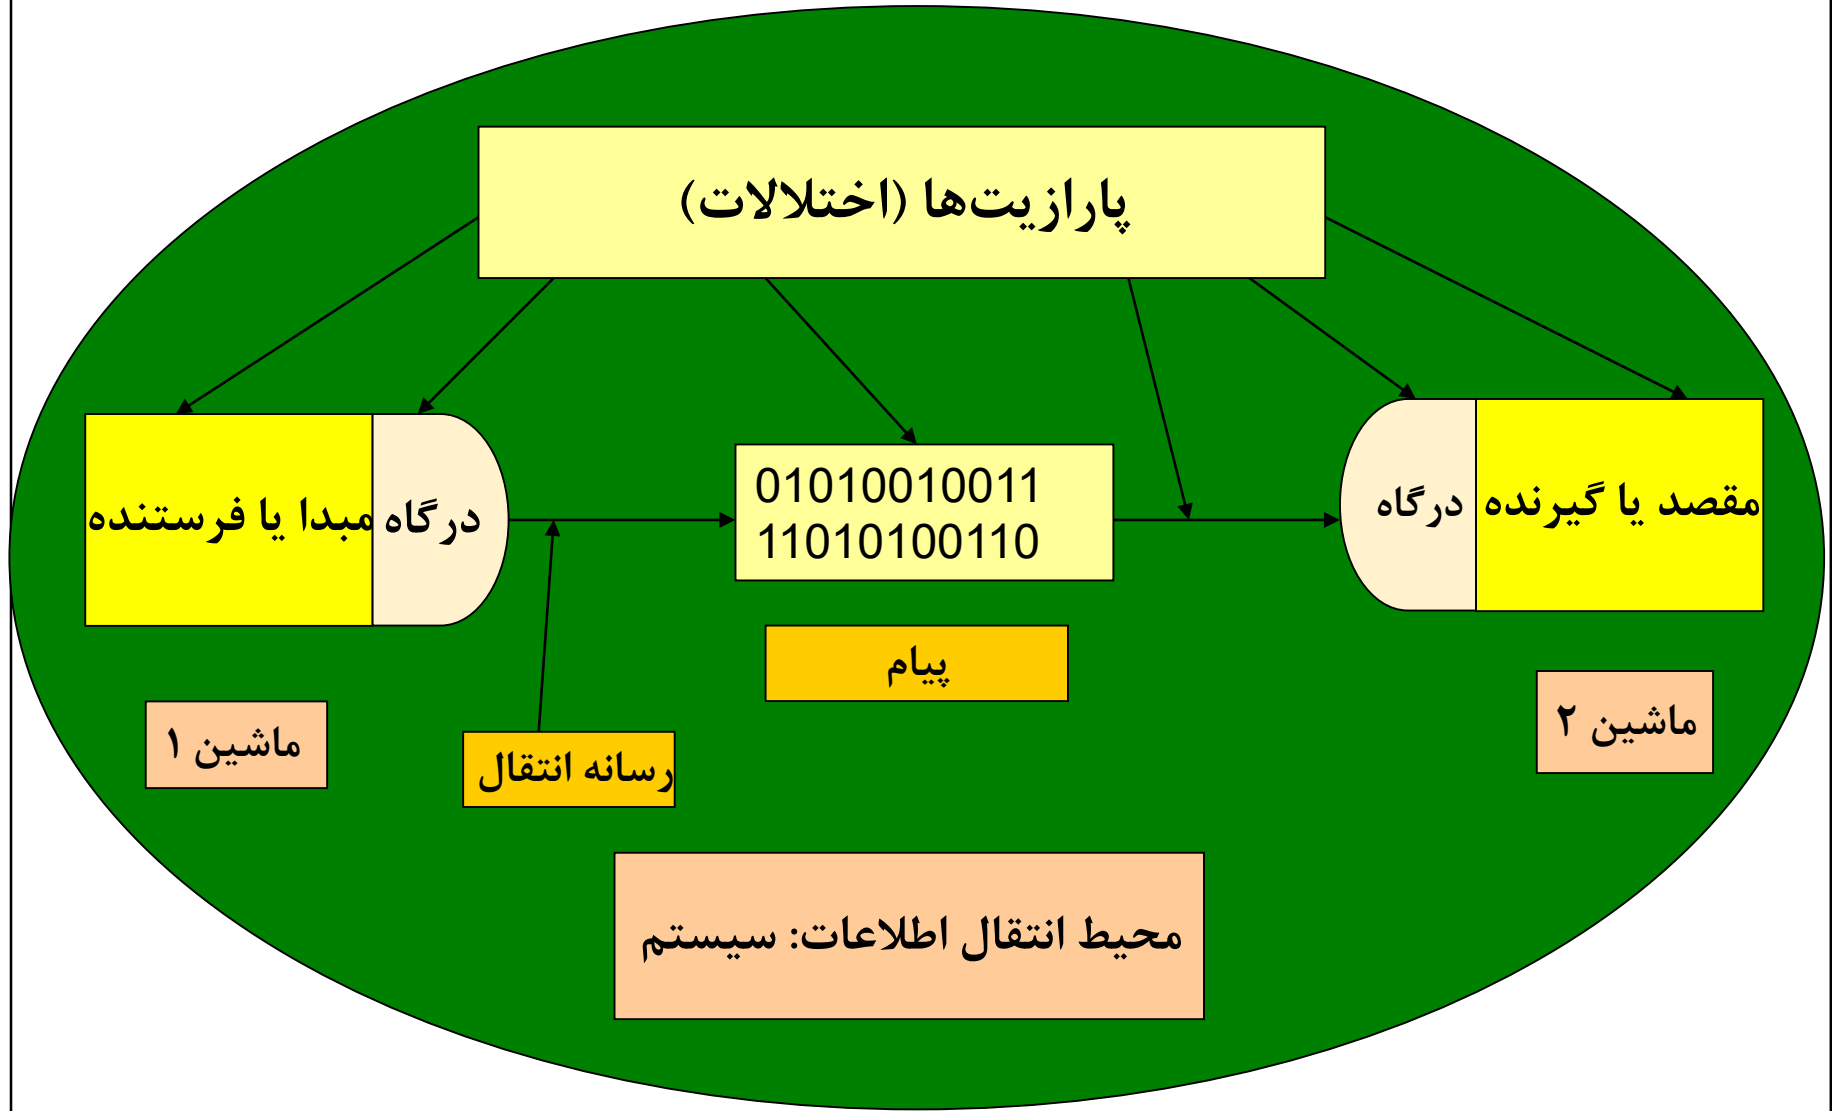 پارازیت‌ها (اختلالات)
مقصد یا گیرنده
درگاه
01010010011
11010100110
درگاه
مبدا یا فرستنده
پیام
ماشین ۲
ماشین ۱
رسانه انتقال
محیط انتقال اطلاعات: سیستم